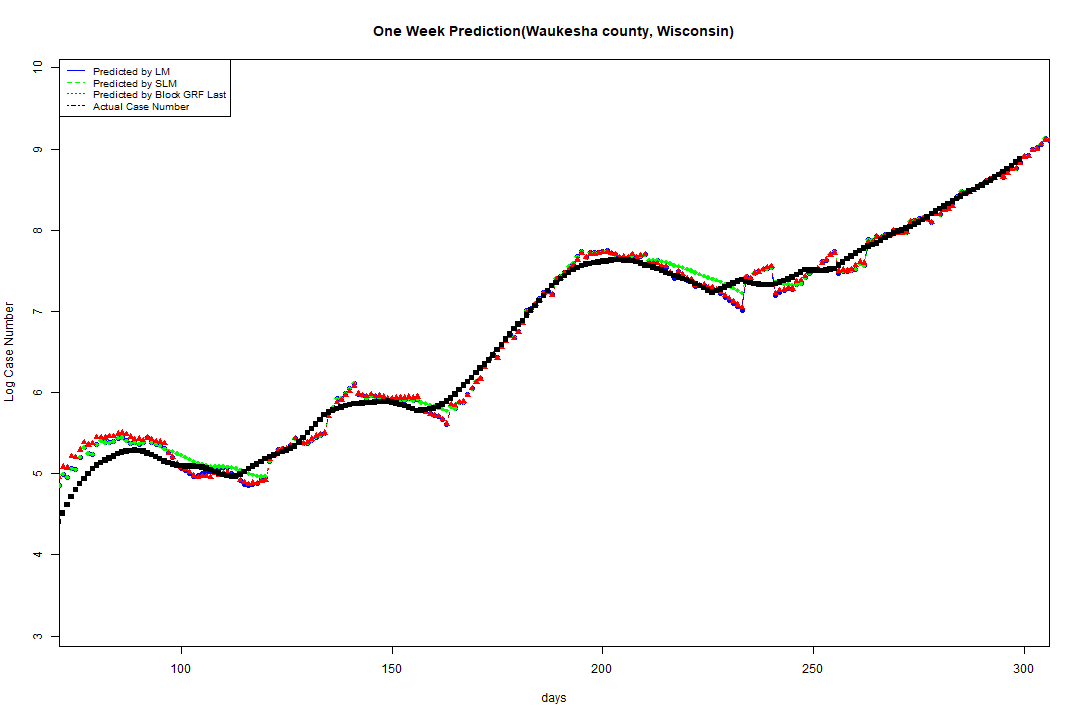 One Week Prediction(Waukesha county, Wisconsin)
Predicted by LM
Predicted by SLM
Predicted by Block GRF Last
Actual Case Number
10
9
8
7
6
5
4
3
Log Case Number
100 150 200 250 300
days